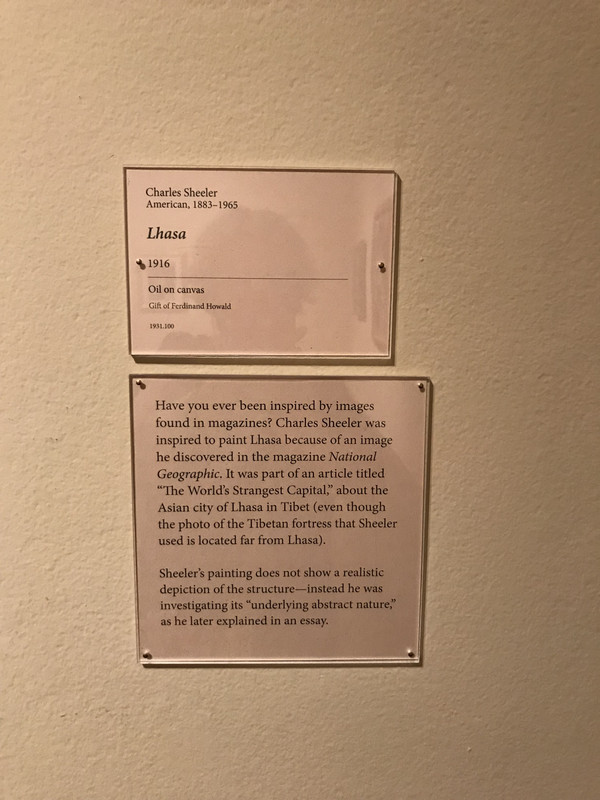 Charles Sheeler
American, 1883–1965
Lhasa
1916
Oil on canvas
Gift of Ferdinand Howald
1931.100
Have you ever been inspired by images
found in magazines? Charles Sheeler was
inspired to paint Lhasa because of an image
he discovered in the magazine National
Geographic. It was part of an article titled
“The World’s Strangest Capital,” about the
Asian city of Lhasa in Tibet (even though
the photo of the Tibetan fortress that Sheeler
used is located far from Lhasa).
Sheeler’s painting does not show a realistic
depiction of the structure—instead he was
investigating its “underlying abstract nature,”
as he later explained in an essay.